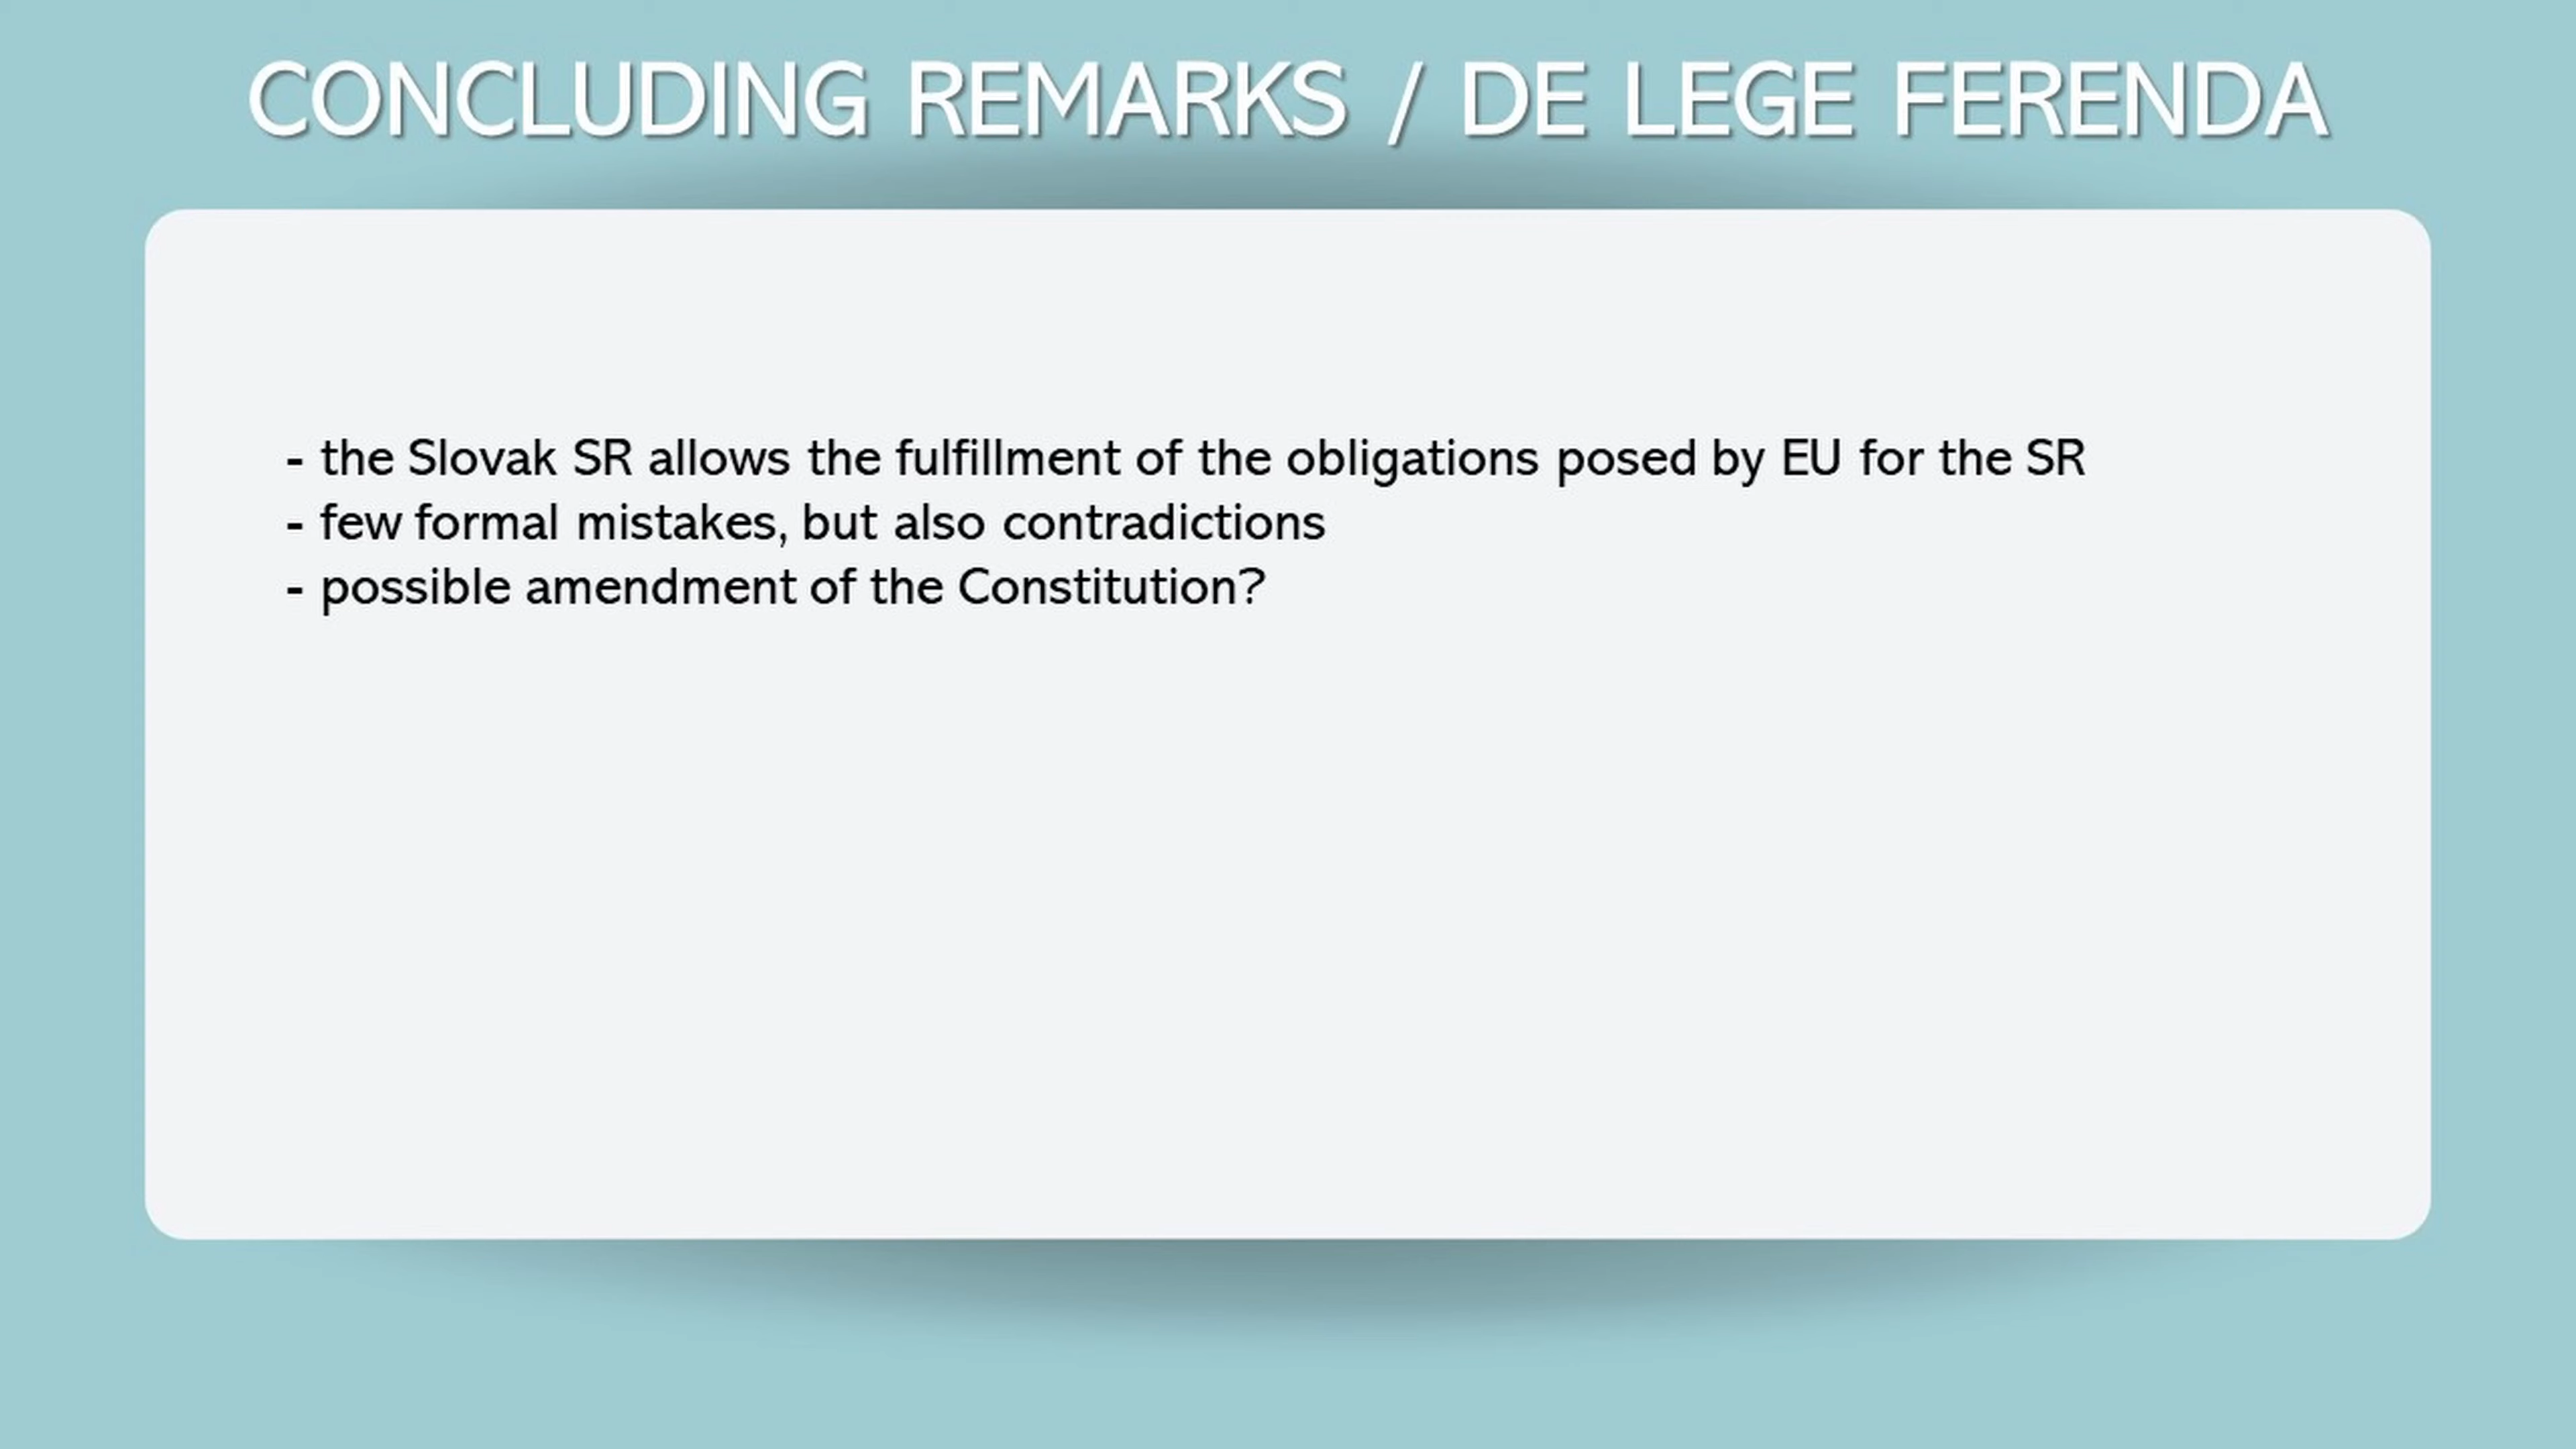 CONCLUDING REMARKS / DE LEGE FERENDA
- the Slovak SR allows the fulfillment of the obligations posed by EU for the SR
- few formal mistakes, but also contradictions
- possible amendment of the Constitution?